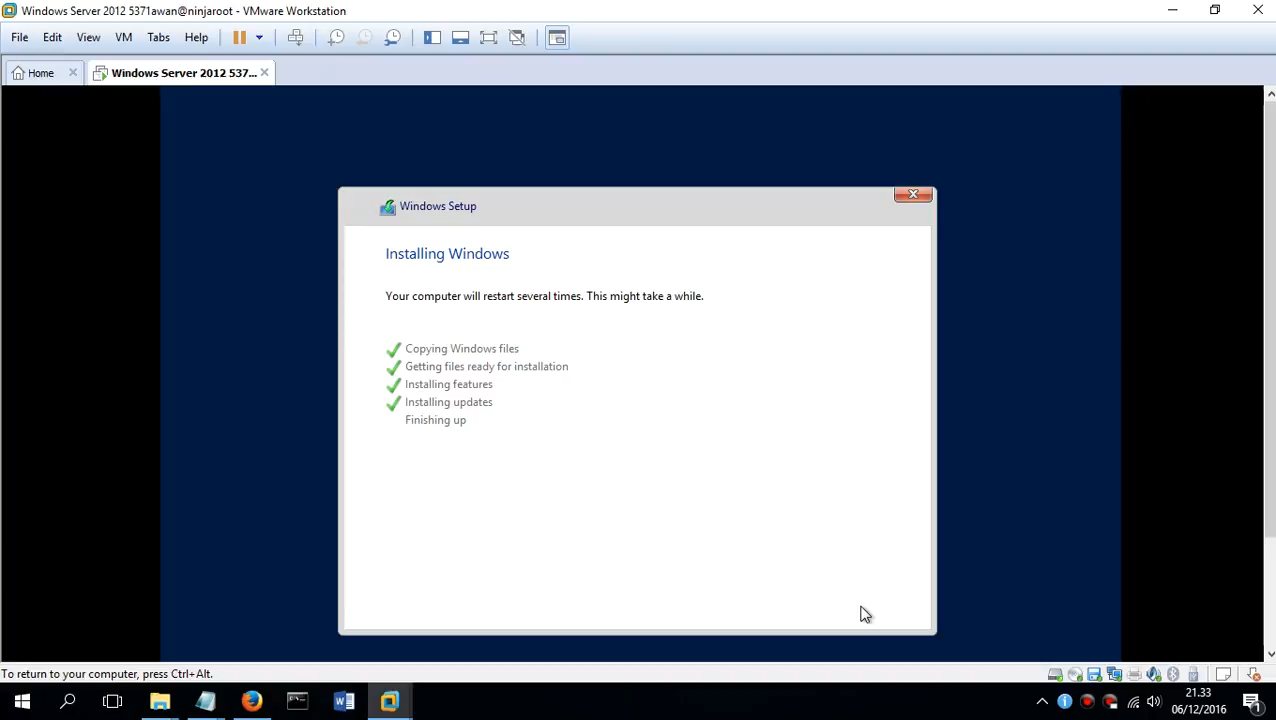 Windows Server 2012 5371awan@ninjaroot - VMware Workstation
File Edit View VM Tabs Help
Home Windows Server 2012 537...
Windows Setup
Installing Windows
Your computer will restart several times. This might take a while.
Copying Windows files
Getting files ready for installation
Installing features
Installing updates
Finishing up
To return to your computer, press Ctrl+Alt.
21.33
06/12/2016
1